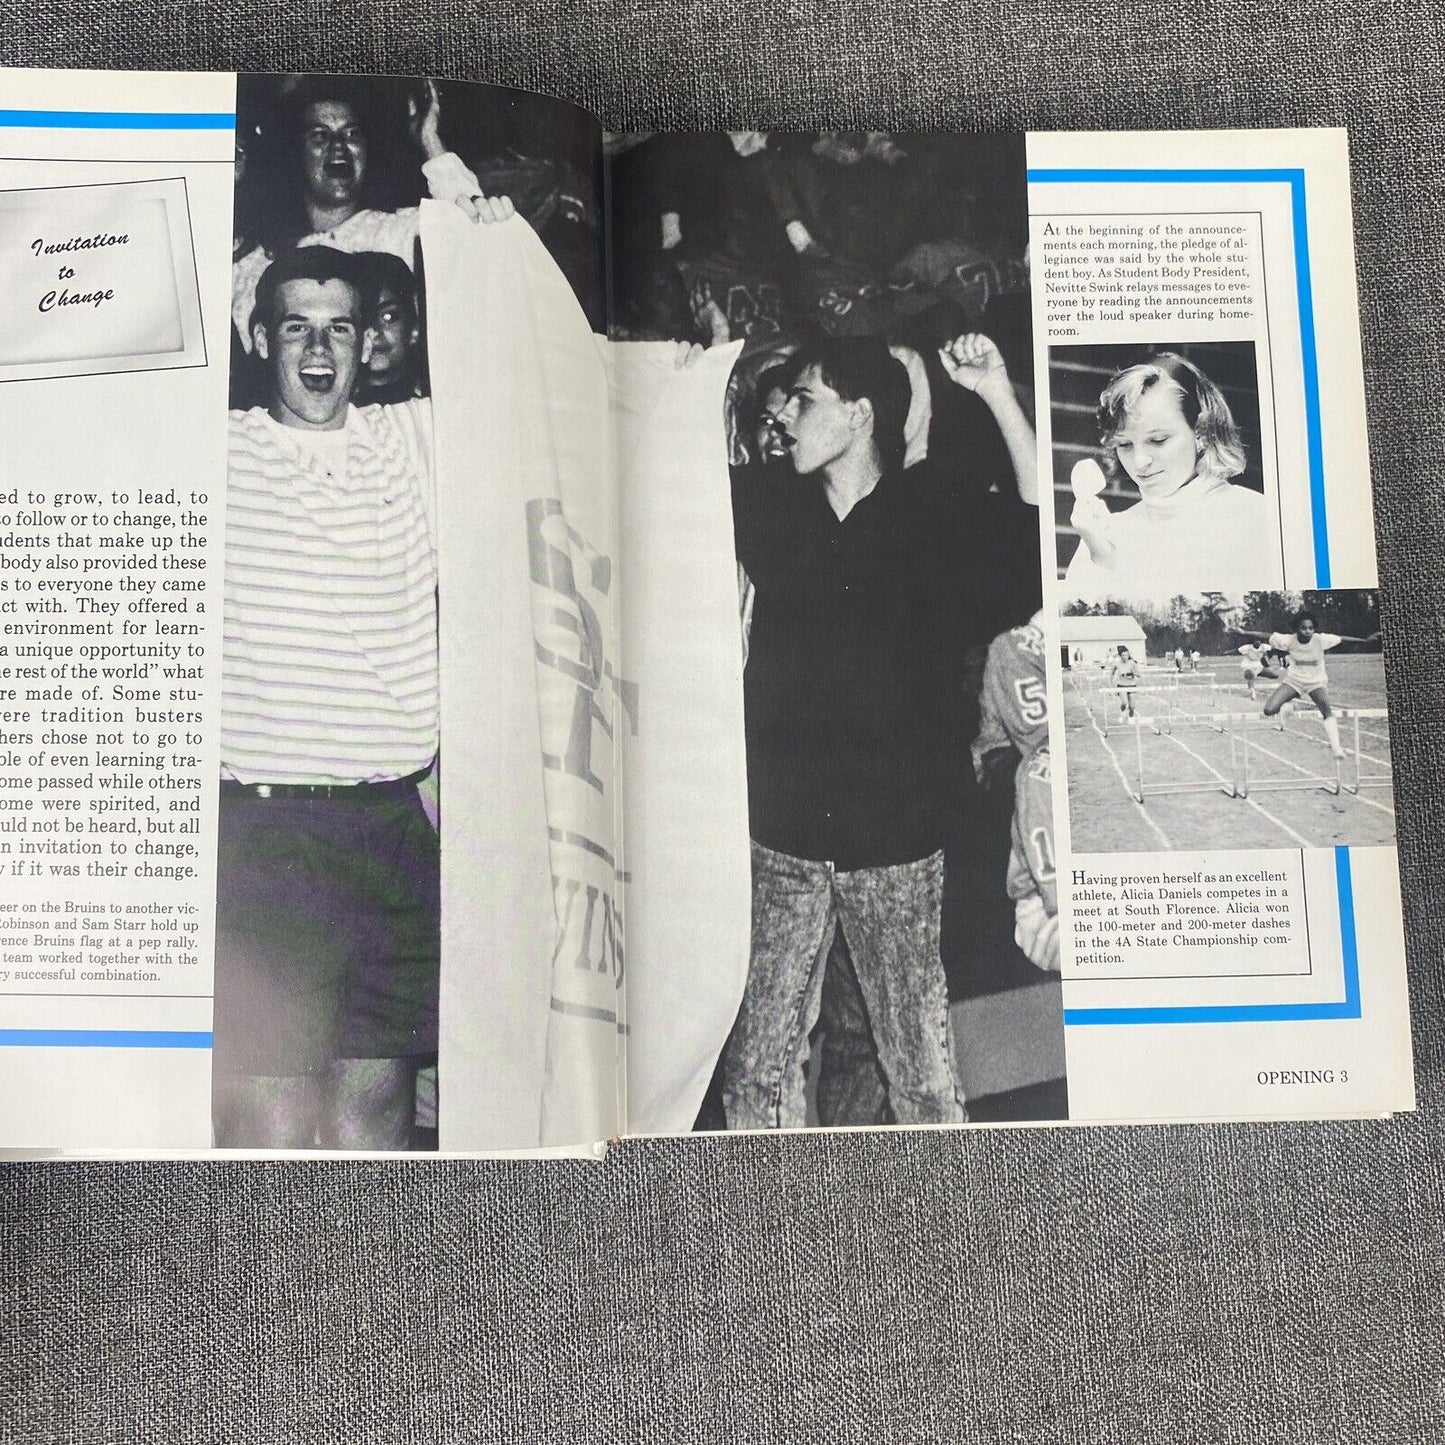 Invitation
to
Change
ed to grow, to lead, to
to follow or to change, the
udents that make up the
body also provided these
s to everyone they came
ct with. They offered a
environment for learn-
a unique opportunity to
e rest of the world" what
re made of. Some stu-
vere tradition busters
hers chose not to go to
ble of even learning tra-
ome passed while others
ome were spirited, and
uld not be heard, but all
n invitation to change,
y if it was their change.
eer on the Bruins to another vic-
Robinson and Sam Starr hold up
rence Bruins flag at a pep rally.
team worked together with the
ry successful combination.
WINS
5
1
At the beginning of the announce-
ments each morning, the pledge of al-
legiance was said by the whole stu-
dent boy. As Student Body President,
Nevitte Swink relays messages to eve-
ryone by reading the announcements
over the loud speaker during home-
room.
Having proven herself as an excellent
athlete, Alicia Daniels competes in a
meet at South Florence. Alicia won
the 100-meter and 200-meter dashes
in the 4A State Championship com-
petition.
OPENING 3